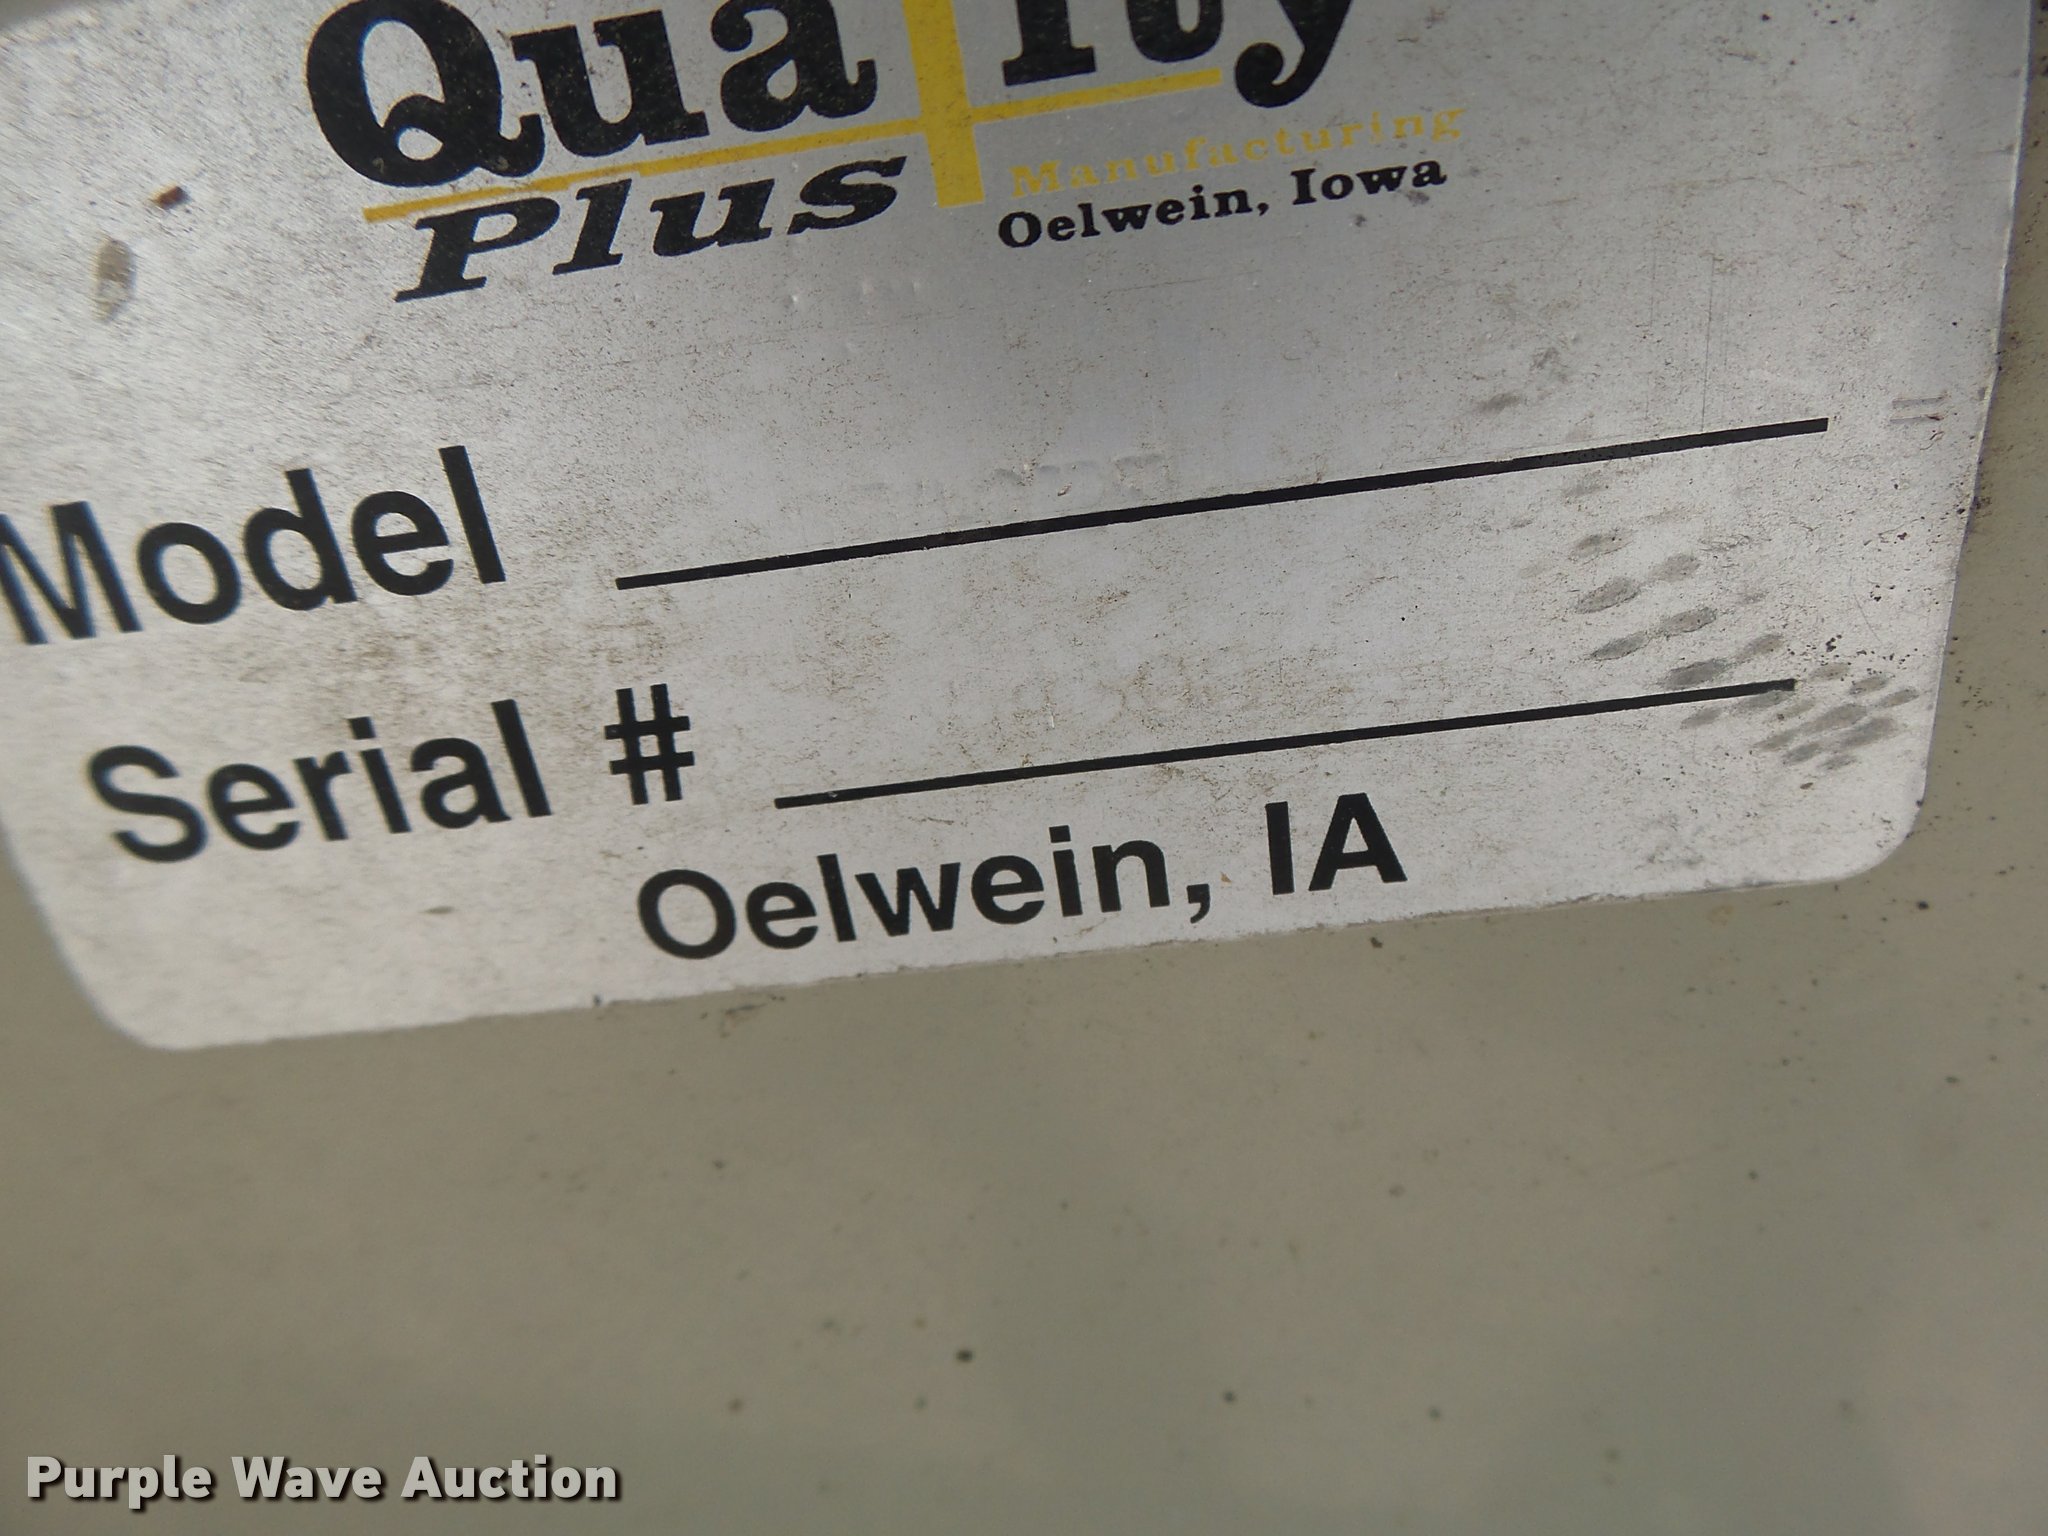 Quality
Plus
Manufacturing
Oelwein, Iowa
Model
Serial #
Oelwein, IA
Purple Wave Auction